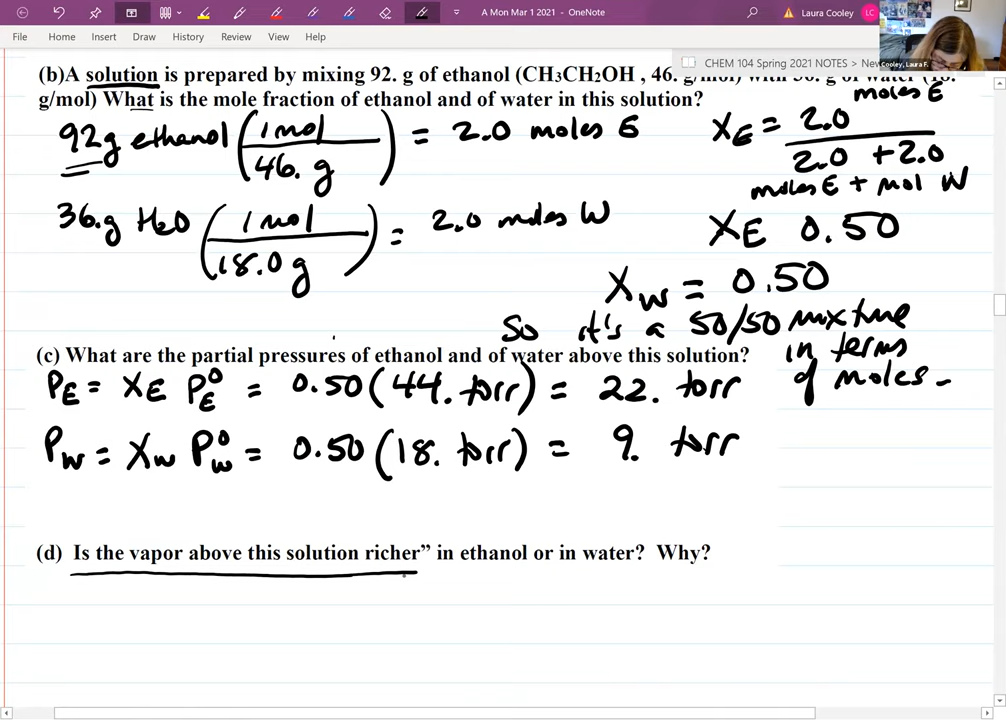 A Mon Mar 1 2021 - OneNote
Laura Cooley
LC
File Home Insert Draw History Review View Help
CHEM 104 Spring 2021 NOTES > New
Cooley, Laura F.
(b)A solution is prepared by mixing 92. g of ethanol (CH3CH2OH , 46. g/mol) with 36. g of water (18.
g/mol) What is the mole fraction of ethanol and of water in this solution?
92g ethanol (1 mol / 46. g) = 2.0 moles E
36.g H2O (1 mol / 18.0 g) = 2.0 moles W
moles E
XE = 2.0 / 2.0 + 2.0
moles E + mol W
XE 0.50
XW = 0.50
So it's a 50/50 mixture
in terms
of moles -
(c) What are the partial pressures of ethanol and of water above this solution?
PE = XE PE° = 0.50 (44. torr) = 22. torr
PW = XW PW° = 0.50 (18. torr) = 9. torr
(d) Is the vapor above this solution richer” in ethanol or in water? Why?